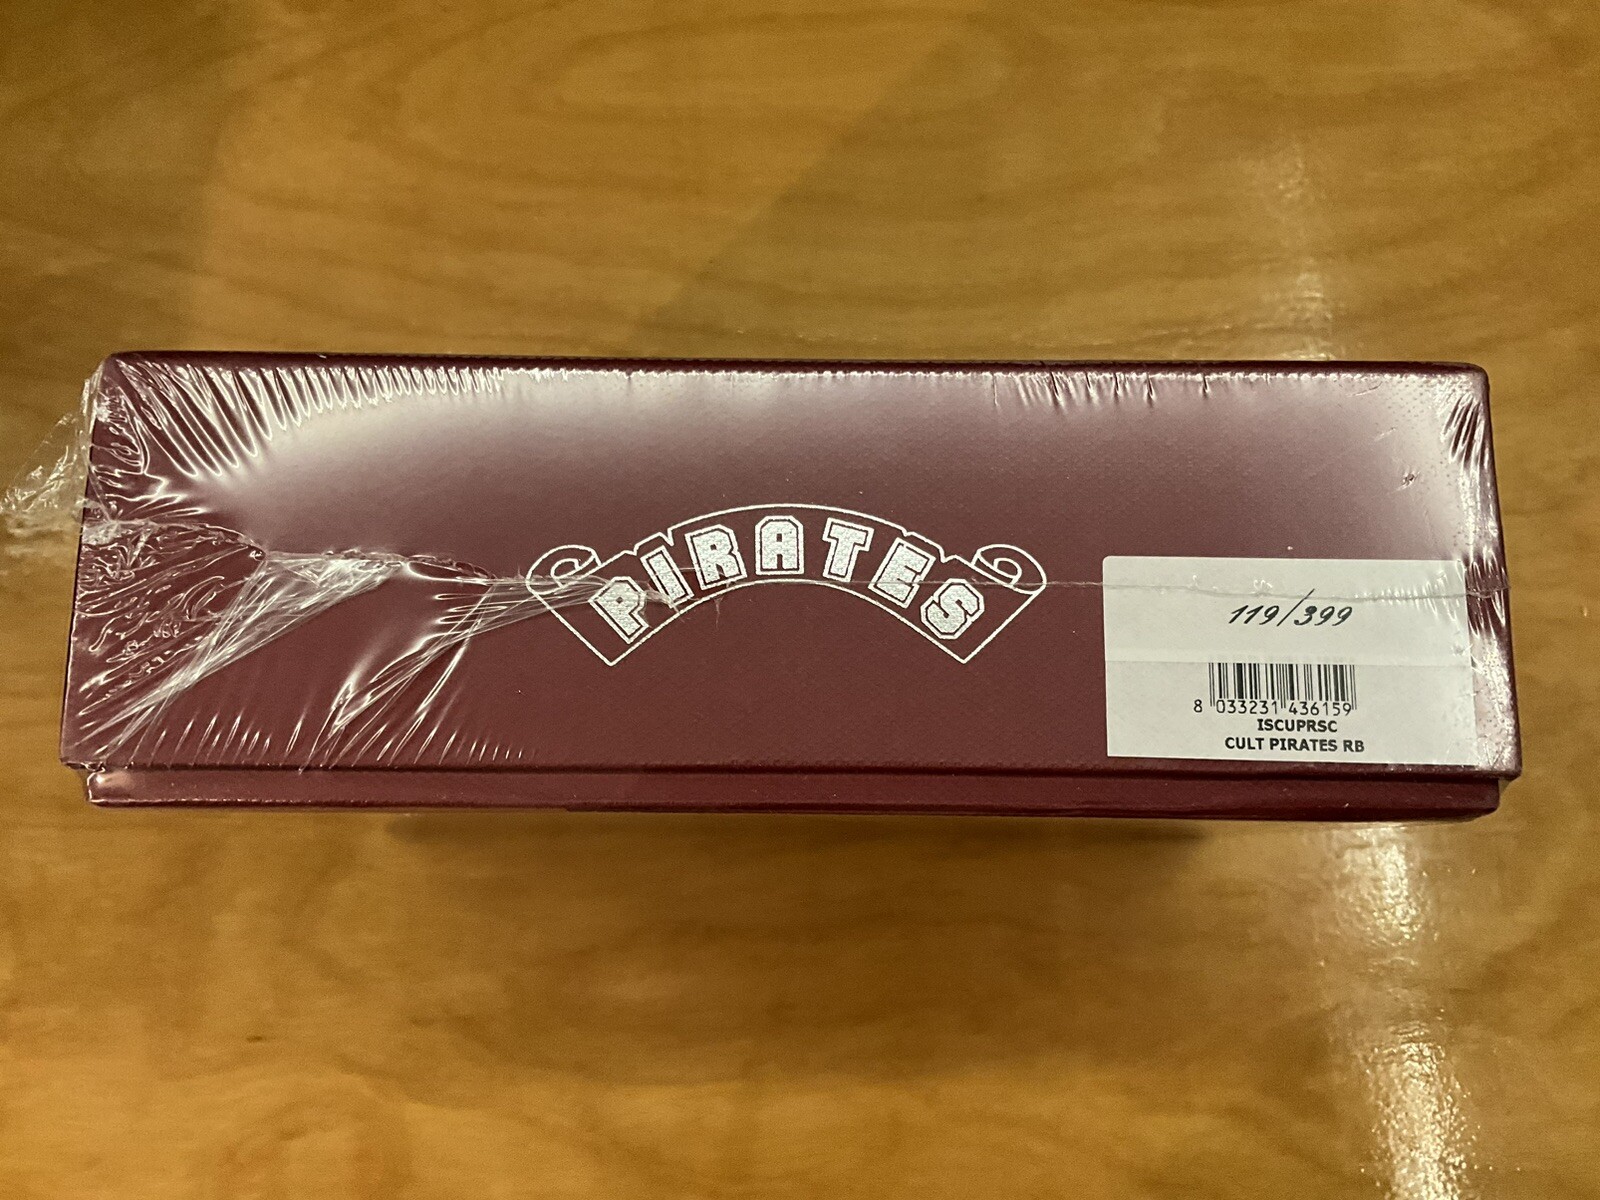 PIRATES
119/399
8 033231 436159
ISCUPRSC
CULT PIRATES RB